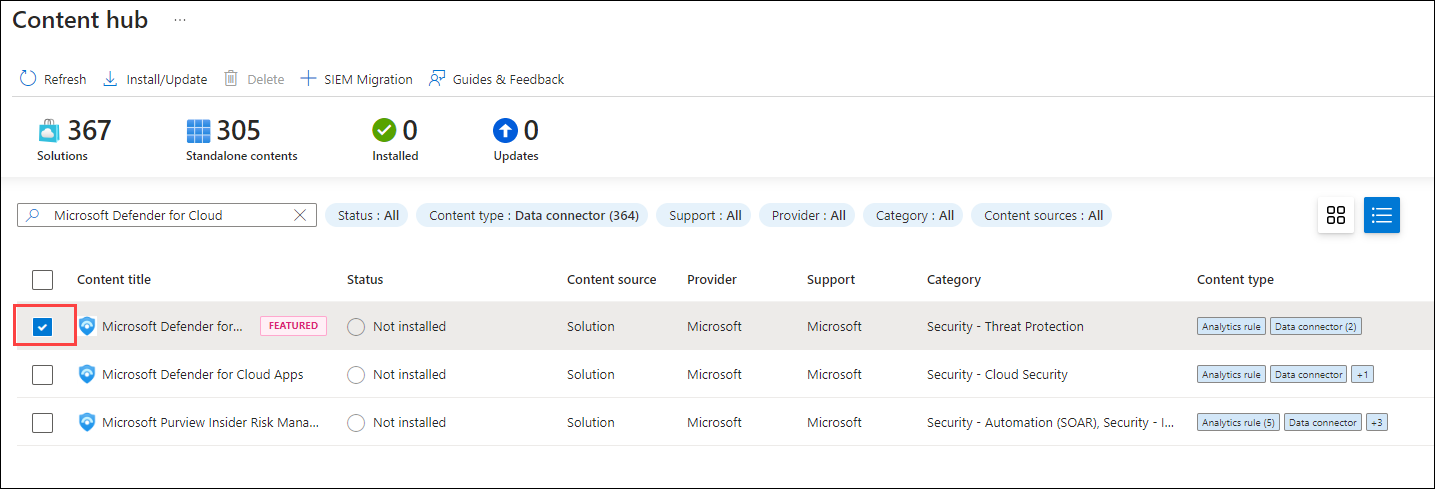 Content hub ...
Refresh Install/Update Delete SIEM Migration Guides & Feedback
367 305 0 0
Solutions Standalone contents Installed Updates
Microsoft Defender for Cloud Status : All Content type : Data connector (364) Support : All Provider : All Category : All Content sources : All
Content title Status Content source Provider Support Category Content type
Microsoft Defender for... FEATURED Not installed Solution Microsoft Microsoft Security - Threat Protection Analytics rule Data connector (2)
Microsoft Defender for Cloud Apps Not installed Solution Microsoft Microsoft Security - Cloud Security Analytics rule Data connector +1
Microsoft Purview Insider Risk Mana... Not installed Solution Microsoft Microsoft Security - Automation (SOAR), Security - I... Analytics rule (5) Data connector +3